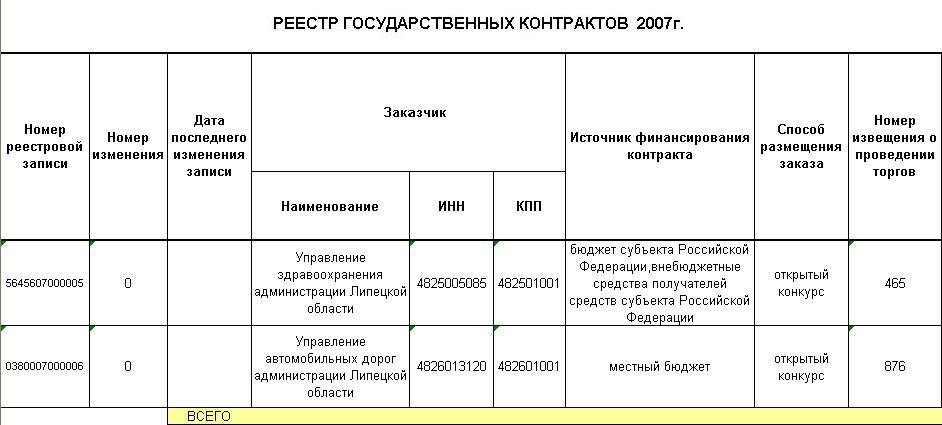 РЕЕСТР ГОСУДАРСТВЕННЫХ КОНТРАКТОВ 2007г.
Номер
реестровой
записи
Номер
изменения
Дата
последнего
изменения
записи
Заказчик
Наименование
ИНН
КПП
Источник финансирования
контракта
Способ
размещения
заказа
Номер
извещения о
проведении
торгов
5645607000005
0
Управление
здравоохранения
администрации Липецкой
области
4825005085
482501001
бюджет субъекта Российской
Федерации,внебюджетные
средства получателей
средств субъекта Российской
Федерации
открытый
конкурс
465
0380007000006
0
Управление
автомобильных дорог
администрации Липецкой
области
4826013120
482601001
местный бюджет
открытый
конкурс
876
ВСЕГО